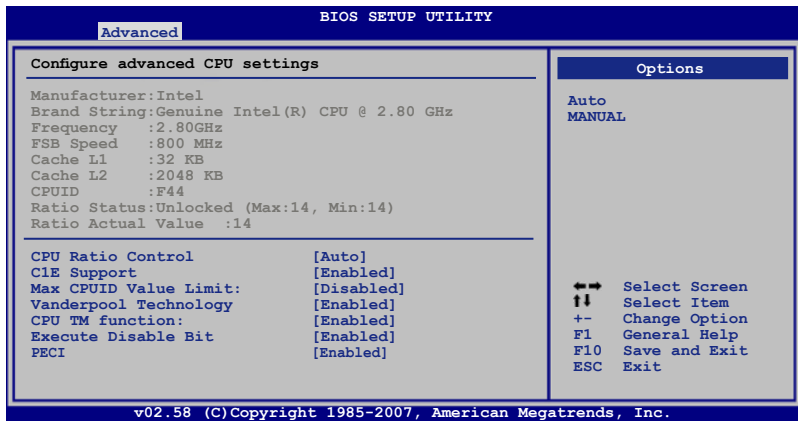 BIOS SETUP UTILITY
Advanced
Configure advanced CPU settings
Manufacturer:Intel
Brand String:Genuine Intel(R) CPU @ 2.80 GHz
Frequency :2.80GHz
FSB Speed :800 MHz
Cache L1 :32 KB
Cache L2 :2048 KB
CPUID :F44
Ratio Status:Unlocked (Max:14, Min:14)
Ratio Actual Value :14
CPU Ratio Control [Auto]
C1E Support [Enabled]
Max CPUID Value Limit: [Disabled]
Vanderpool Technology [Enabled]
CPU TM function: [Enabled]
Execute Disable Bit [Enabled]
PECI [Enabled]
Options
Auto
MANUAL
←→ Select Screen
↑↓ Select Item
+- Change Option
F1 General Help
F10 Save and Exit
ESC Exit
v02.58 (C)Copyright 1985-2007, American Megatrends, Inc.